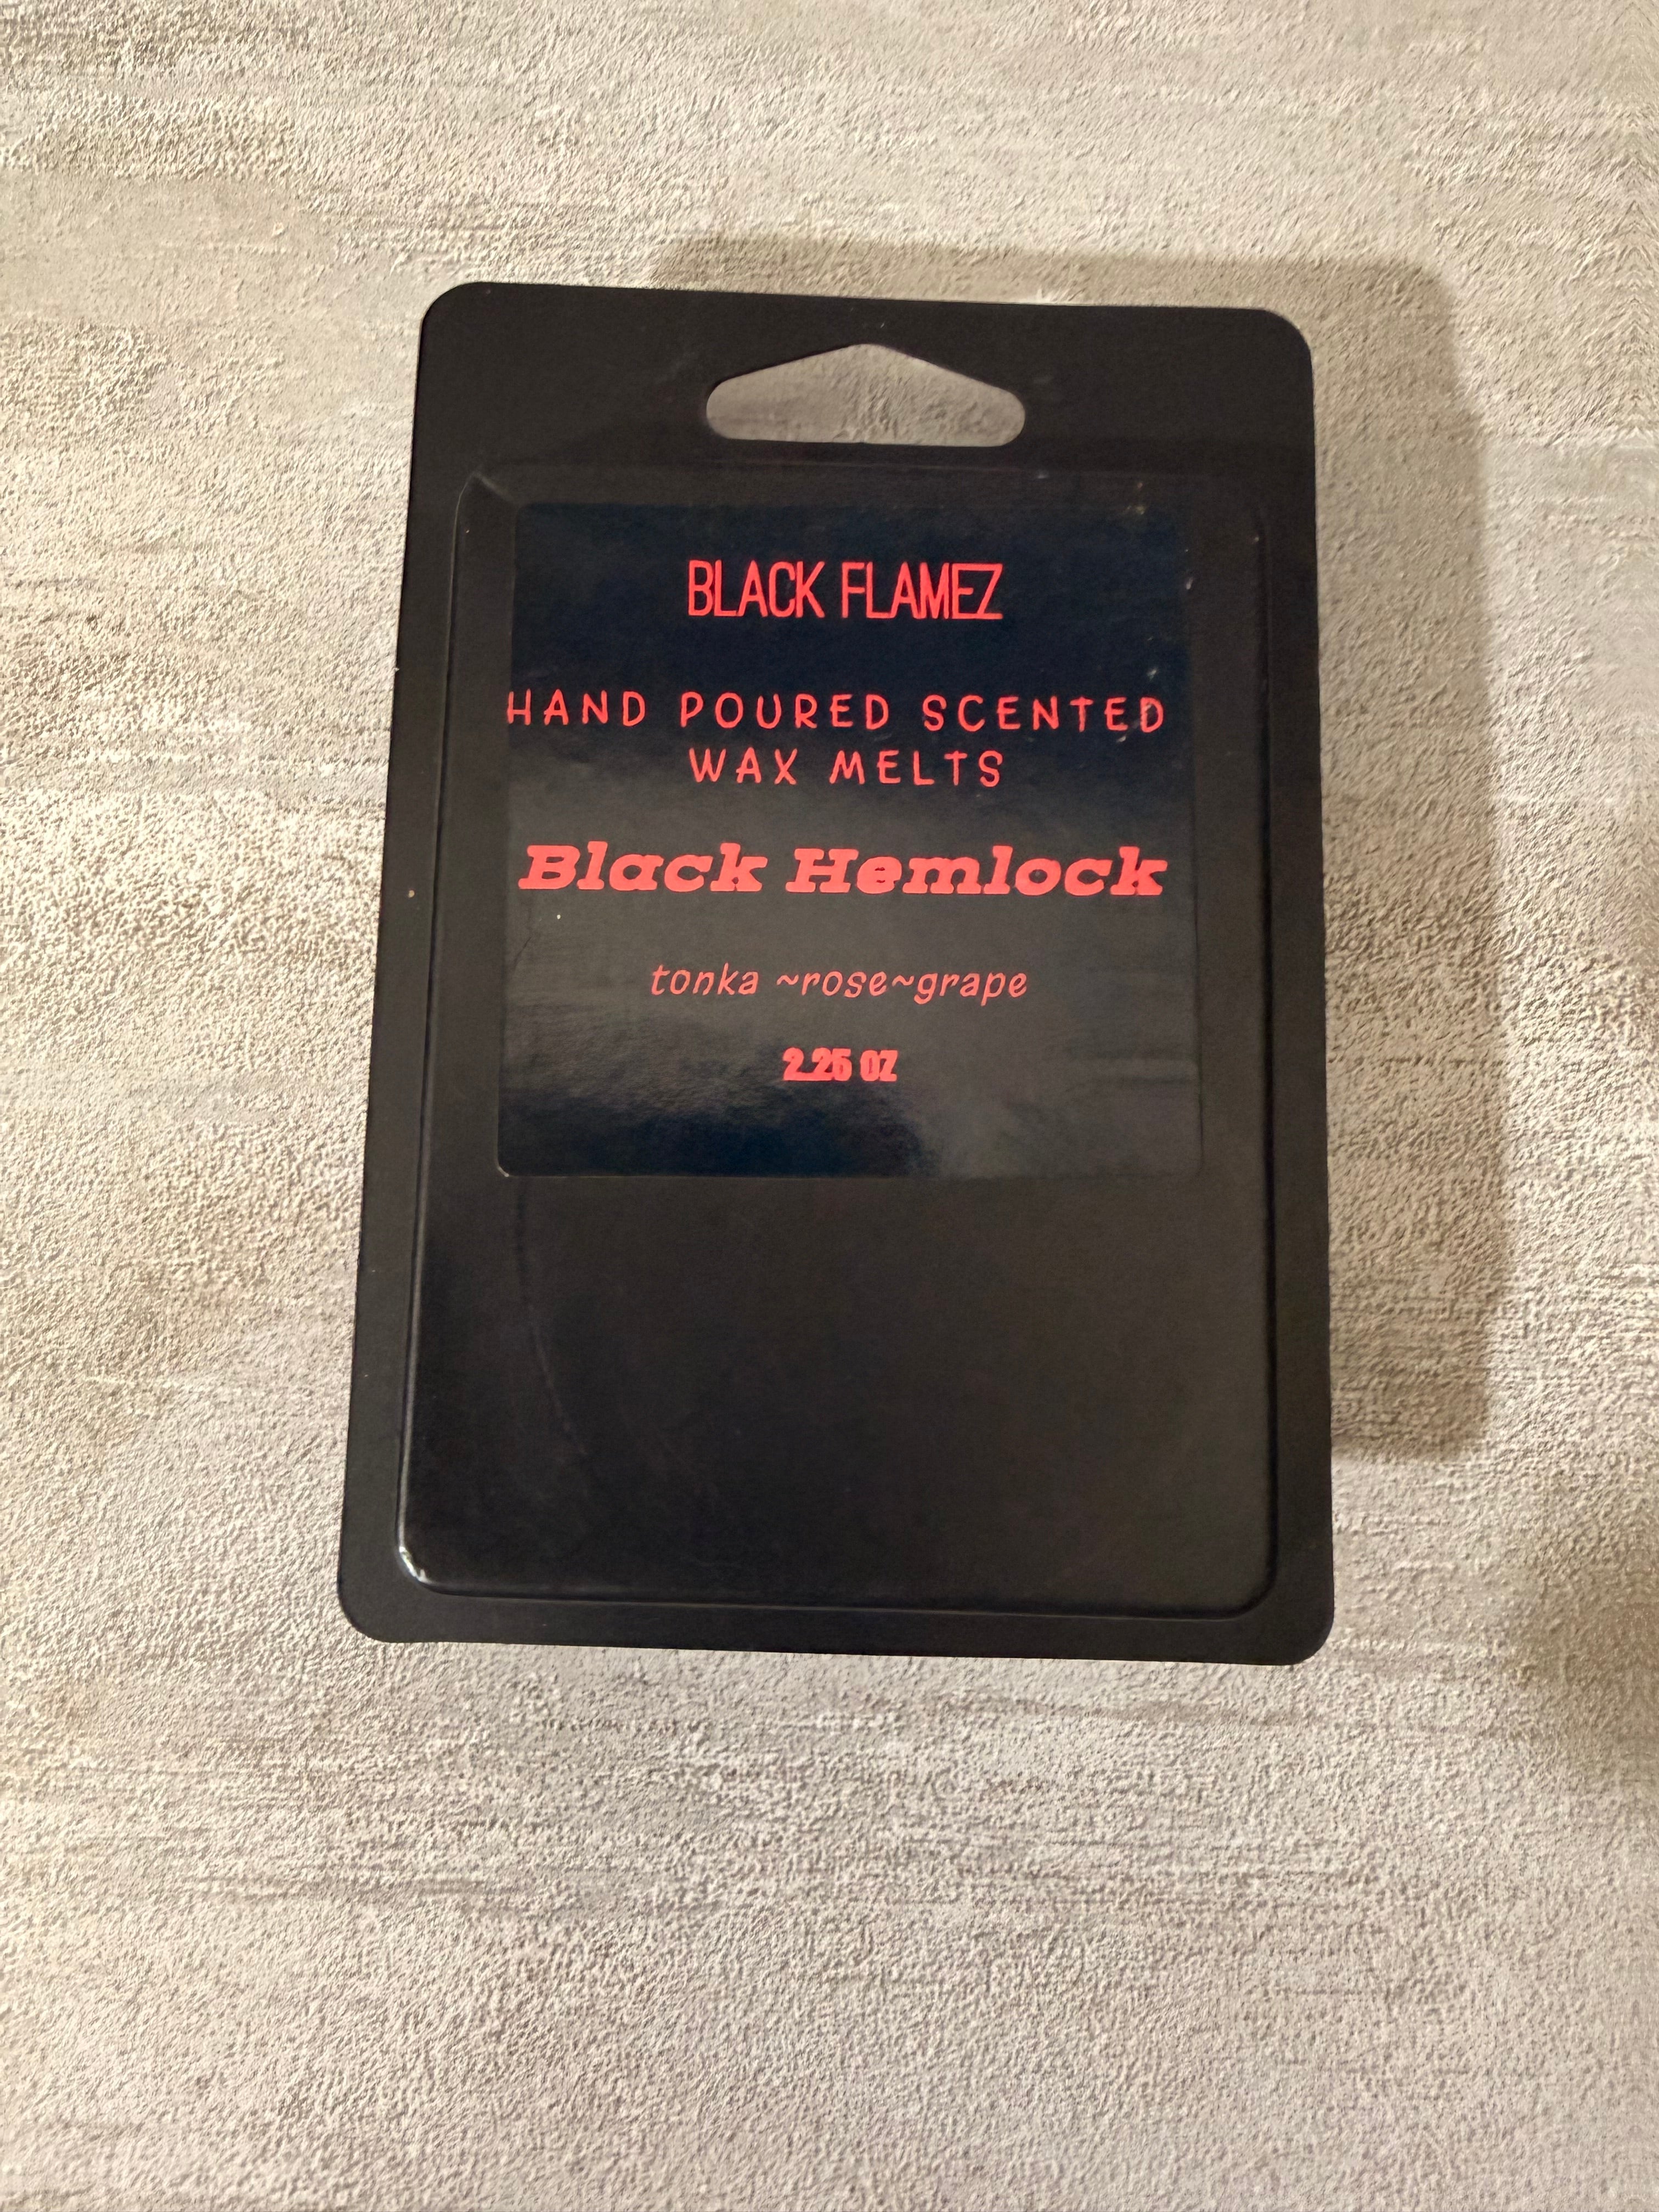 BLACK FLAMEZ
HAND POURED SCENTED
WAX MELTS
Black Hemlock
tonka ~rose~grape
2.25 OZ